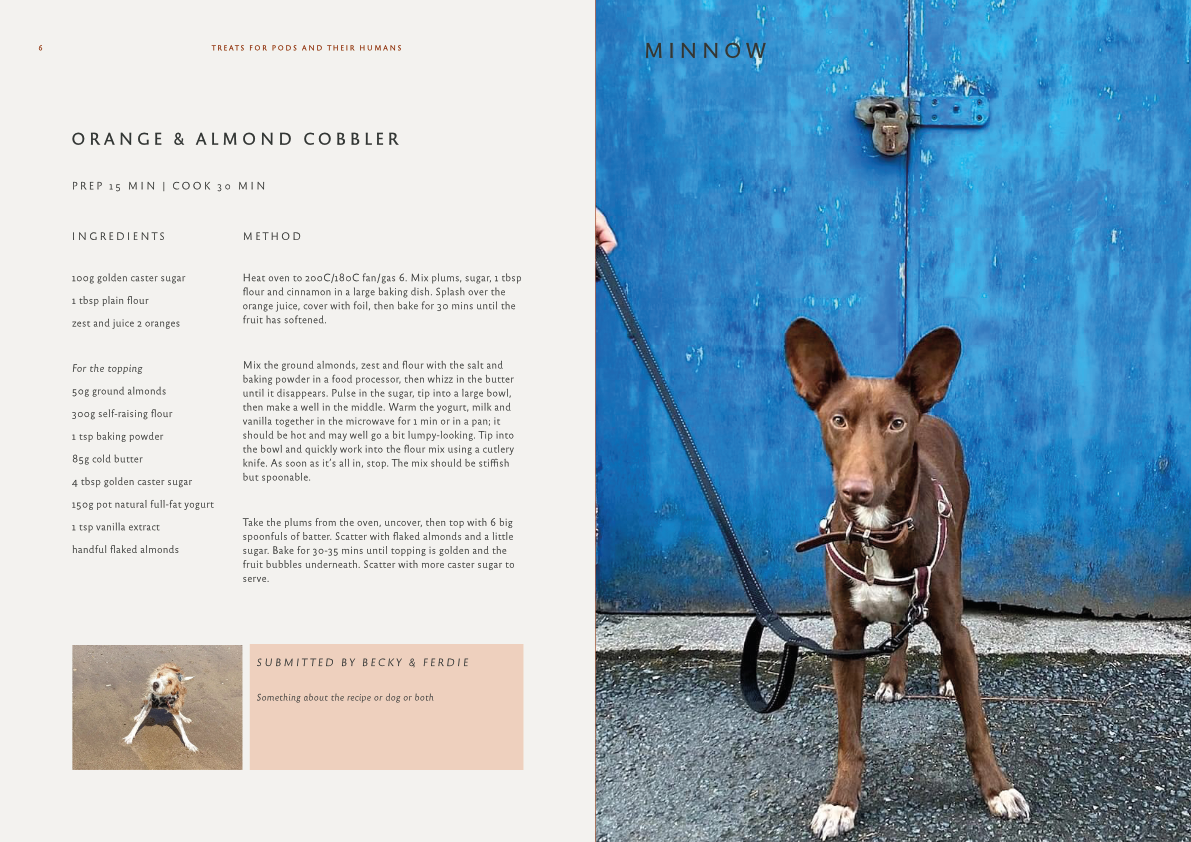 6
TREATS FOR PODS AND THEIR HUMANS
ORANGE & ALMOND COBBLER
PREP 15 MIN | COOK 30 MIN
INGREDIENTS
100g golden caster sugar
1 tbsp plain flour
zest and juice 2 oranges
For the topping
50g ground almonds
300g self-raising flour
1 tsp baking powder
85g cold butter
4 tbsp golden caster sugar
150g pot natural full-fat yogurt
1 tsp vanilla extract
handful flaked almonds
METHOD
Heat oven to 200C/180C fan/gas 6. Mix plums, sugar, 1 tbsp
flour and cinnamon in a large baking dish. Splash over the
orange juice, cover with foil, then bake for 30 mins until the
fruit has softened.
Mix the ground almonds, zest and flour with the salt and
baking powder in a food processor, then whizz in the butter
until it disappears. Pulse in the sugar, tip into a large bowl,
then make a well in the middle. Warm the yogurt, milk and
vanilla together in the microwave for 1 min or in a pan; it
should be hot and may well go a bit lumpy-looking. Tip into
the bowl and quickly work into the flour mix using a cutlery
knife. As soon as it's all in, stop. The mix should be stiffish
but spoonable.
Take the plums from the oven, uncover, then top with 6 big
spoonfuls of batter. Scatter with flaked almonds and a little
sugar. Bake for 30-35 mins until topping is golden and the
fruit bubbles underneath. Scatter with more caster sugar to
serve.
SUBMITTED BY BECKY & FERDIE
Something about the recipe or dog or both
MINNOW